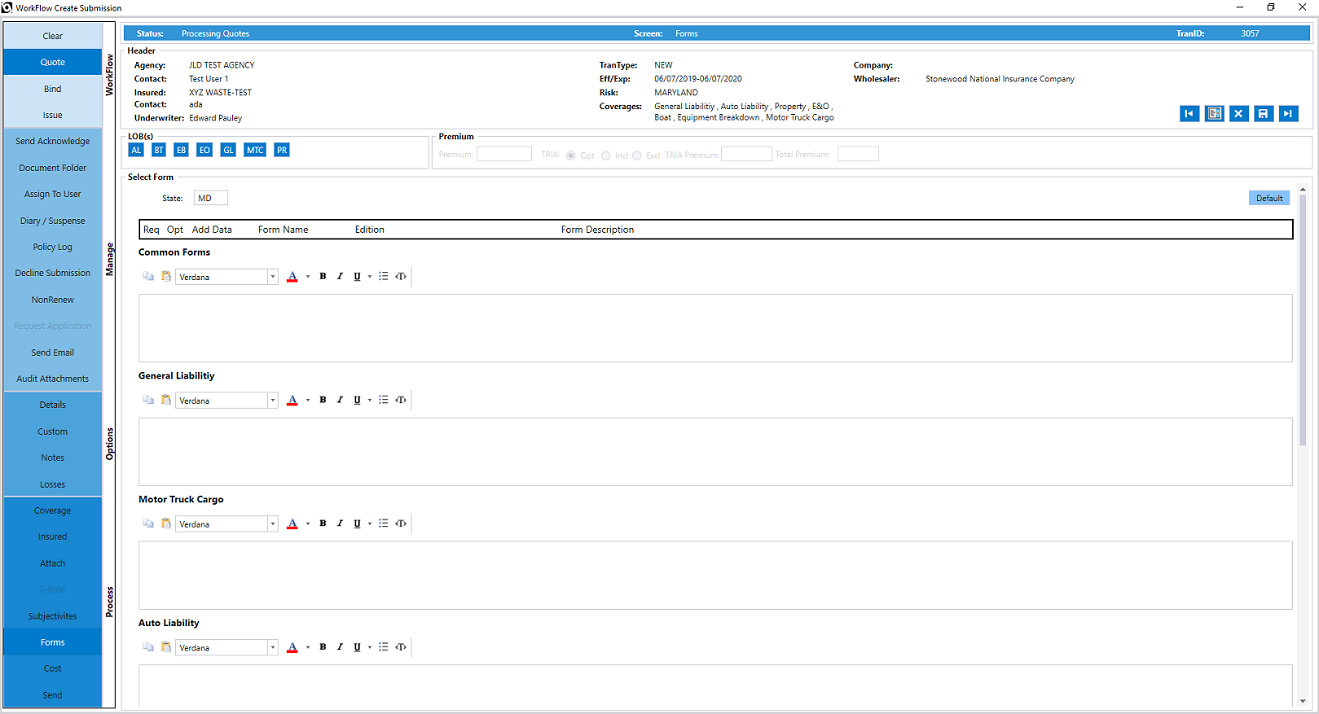 WorkFlow Create Submission
Status: Processing Quotes Screen: Forms TranID: 3057
Clear
Quote
Bind
Issue
WorkFlow
Send Acknowledge
Document Folder
Assign To User
Diary / Suspense
Policy Log
Decline Submission
NonRenew
Request Application
Send Email
Audit Attachments
Manage
Details
Custom
Notes
Losses
Options
Coverage
Insured
Attach
E-Rate
Subjectivites
Forms
Cost
Send
Process
Header
Agency: JLD TEST AGENCY TranType: NEW Company:
Contact: Test User 1 Eff/Exp: 06/07/2019-06/07/2020 Wholesaler: Stonewood National Insurance Company
Insured: XYZ WASTE-TEST Risk: MARYLAND
Contact: ada Coverages: General Liabilitiy , Auto Liability , Property , E&O ,
Underwriter: Edward Pauley Boat , Equipment Breakdown , Motor Truck Cargo
LOB(s)
AL BT EB EO GL MTC PR
Premium
Premium: TRIA: Opt Incl Excl TRIA Premium: Total Premium:
Select Form
State: MD Default
Req Opt Add Data Form Name Edition Form Description
Common Forms
Verdana A B I U <T>
General Liabilitiy
Verdana A B I U <T>
Motor Truck Cargo
Verdana A B I U <T>
Auto Liability
Verdana A B I U <T>